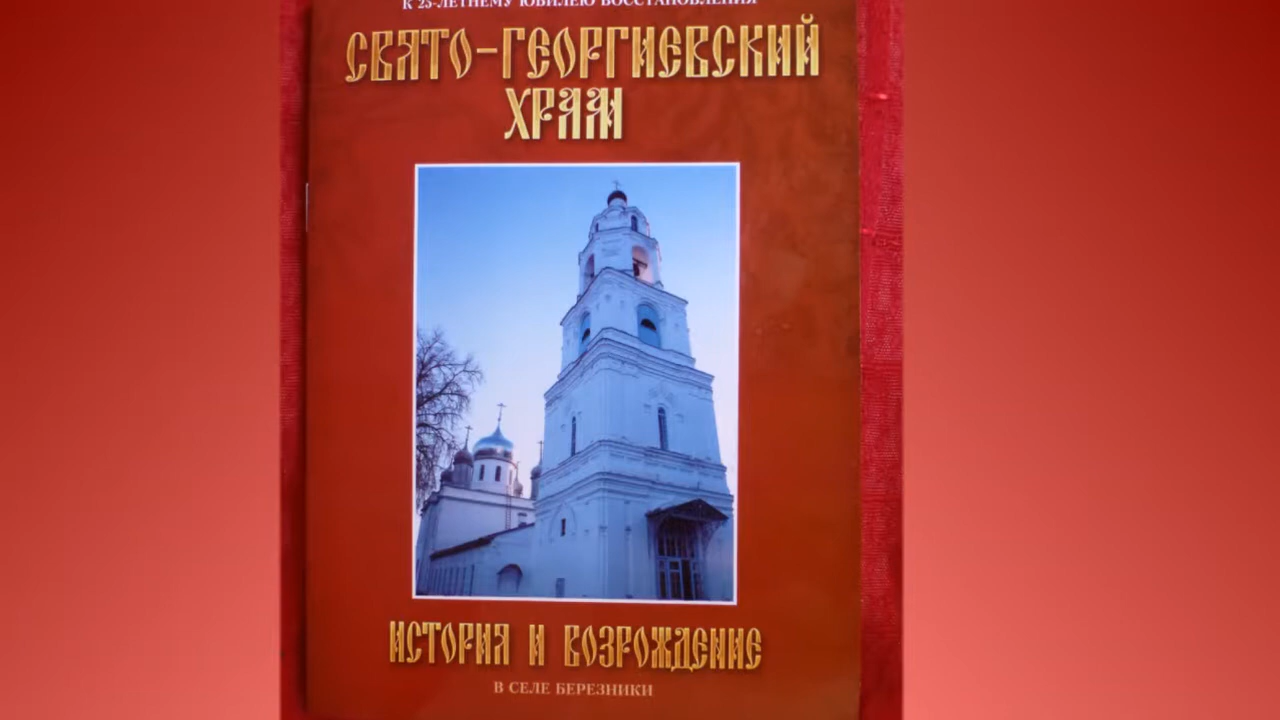 К 25-ЛЕТНЕМУ ЮБИЛЕЮ ВОССТАНОВЛЕНИЯ
СВЯТО-ГЕОРГИЕВСКИЙ
ХРАМ
ИСТОРИЯ И ВОЗРОЖДЕНИЕ
В СЕЛЕ БЕРЕЗНИКИ